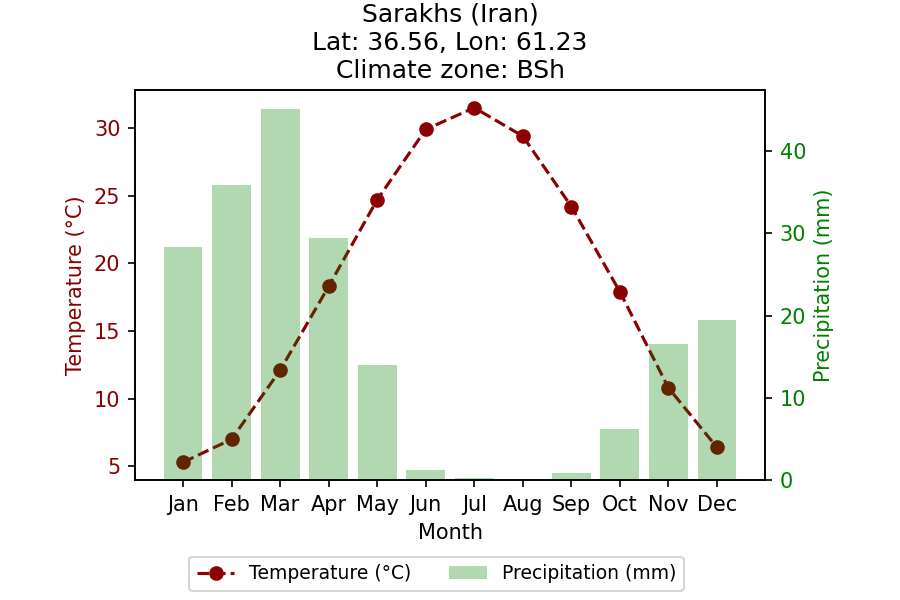 Sarakhs (Iran)
Lat: 36.56, Lon: 61.23
Climate zone: BSh
Temperature (°C)
30
25
20
15
10
5
Precipitation (mm)
40
30
20
10
0
Jan Feb Mar Apr May Jun Jul Aug Sep Oct Nov Dec
Month
Temperature (°C) Precipitation (mm)